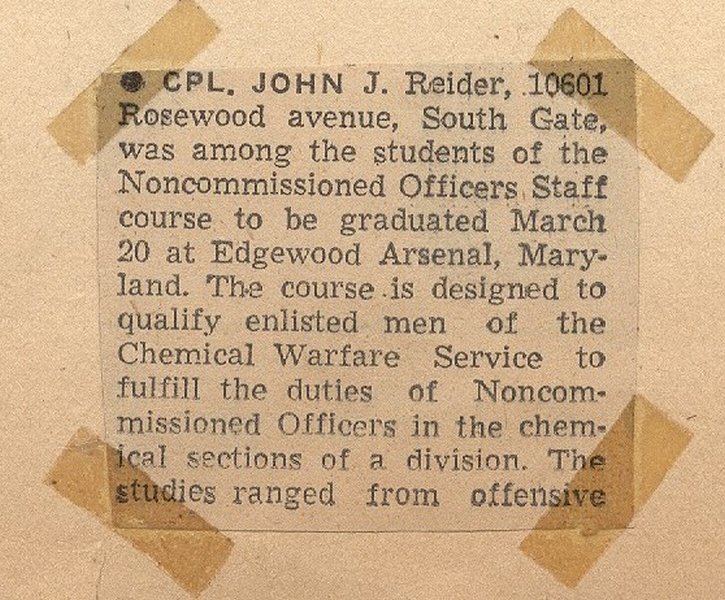 ● CPL. JOHN J. Reider, 10601
Rosewood avenue, South Gate,
was among the students of the
Noncommissioned Officers Staff
course to be graduated March
20 at Edgewood Arsenal, Mary-
land. The course is designed to
qualify enlisted men of the
Chemical Warfare Service to
fulfill the duties of Noncom-
missioned Officers in the chem-
ical sections of a division. The
studies ranged from offensive